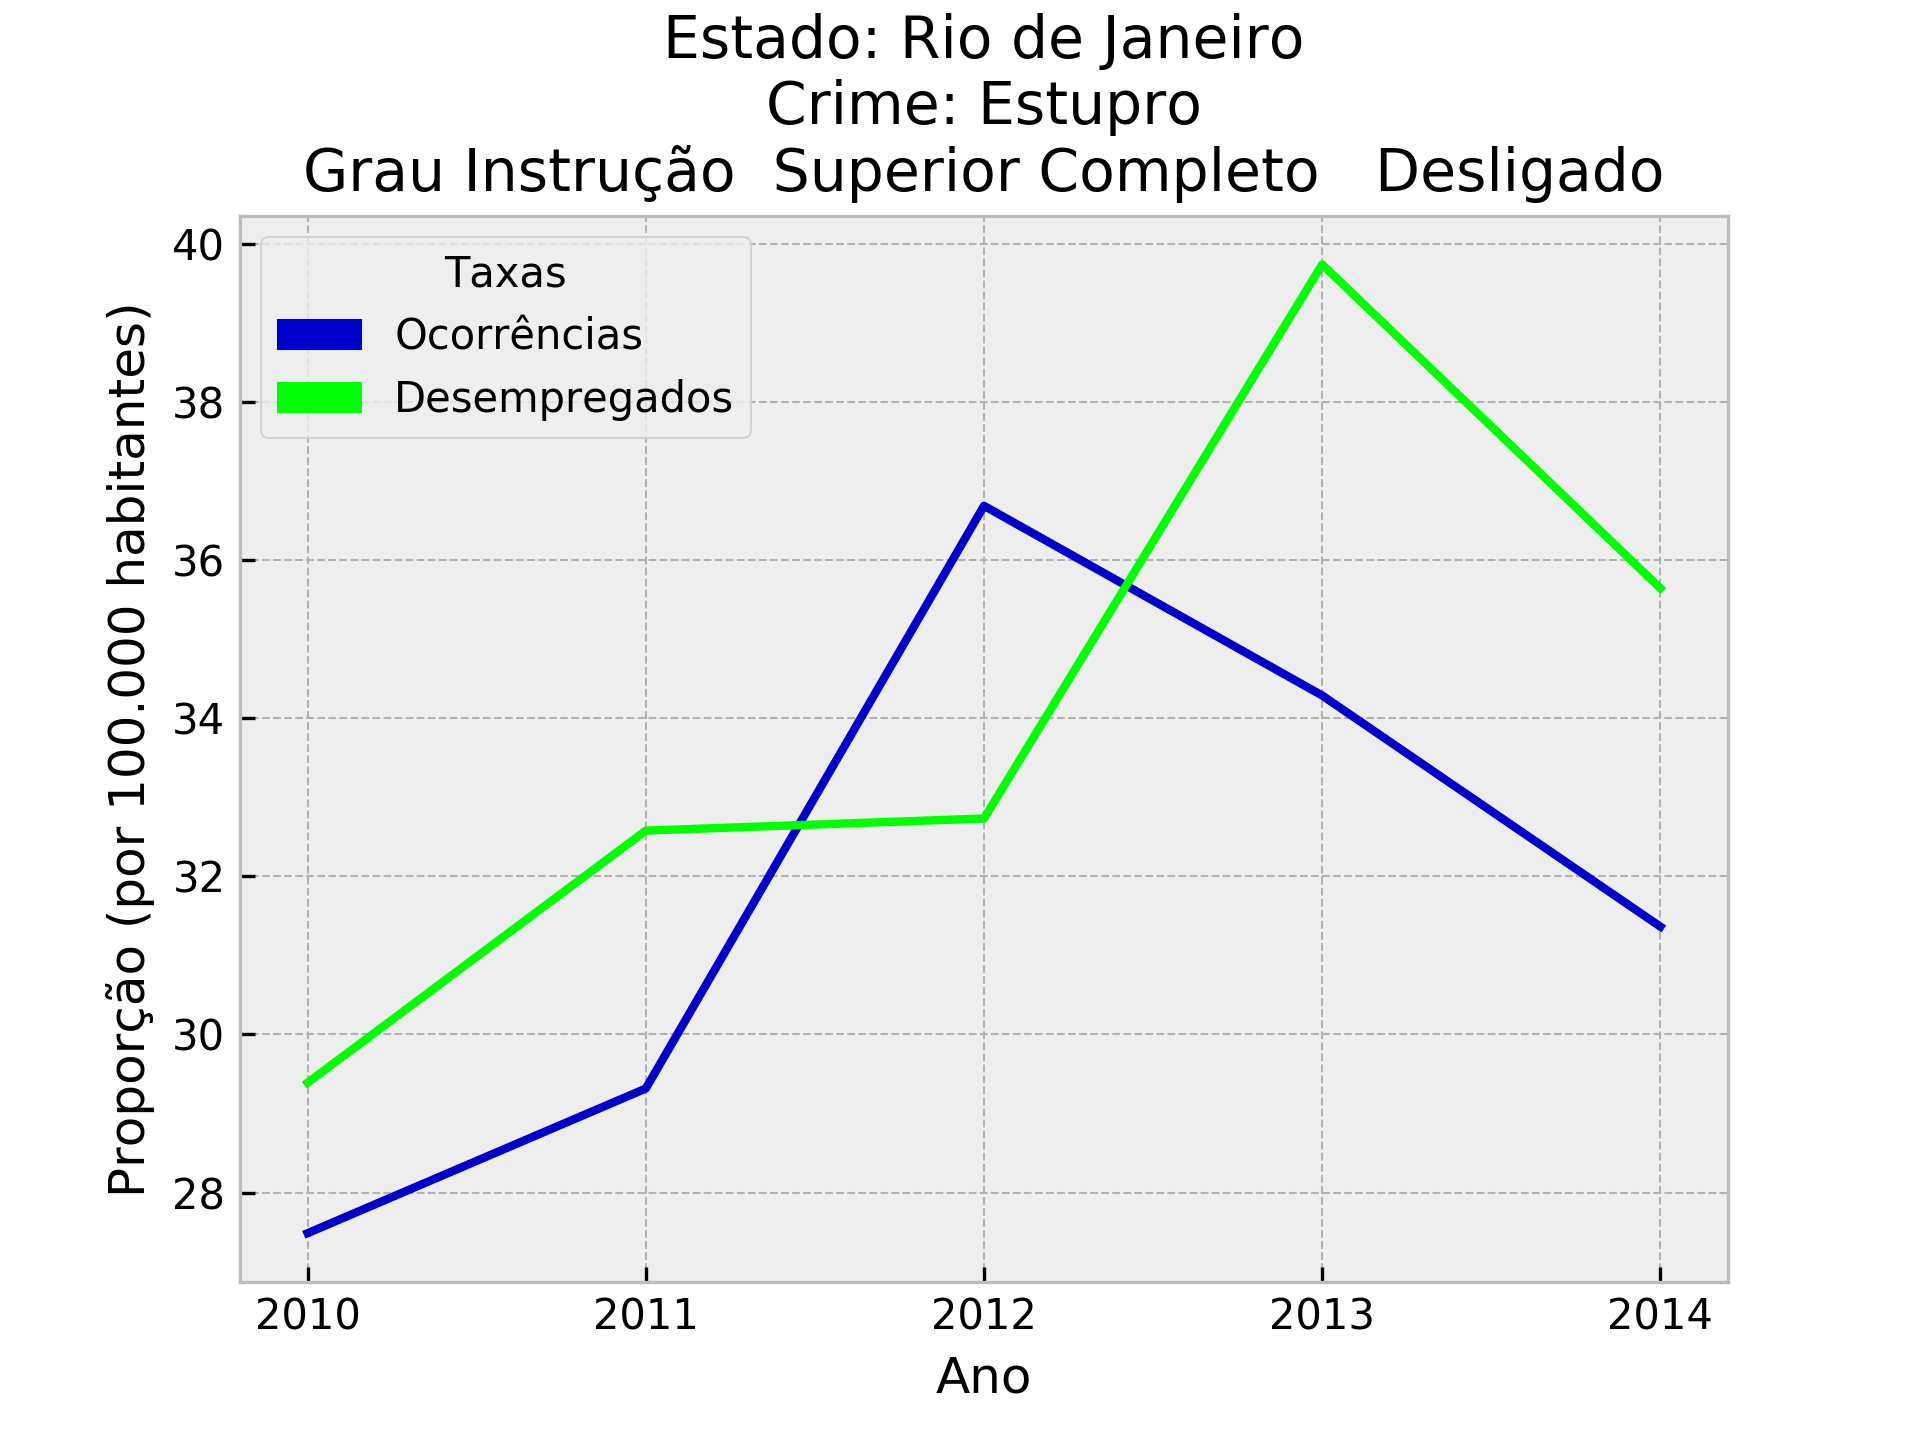 Estado: Rio de Janeiro
Crime: Estupro
Grau Instrução  Superior Completo   Desligado
Proporção (por 100.000 habitantes)
40
38
36
34
32
30
28
Taxas
Ocorrências
Desempregados
2010 2011 2012 2013 2014
Ano